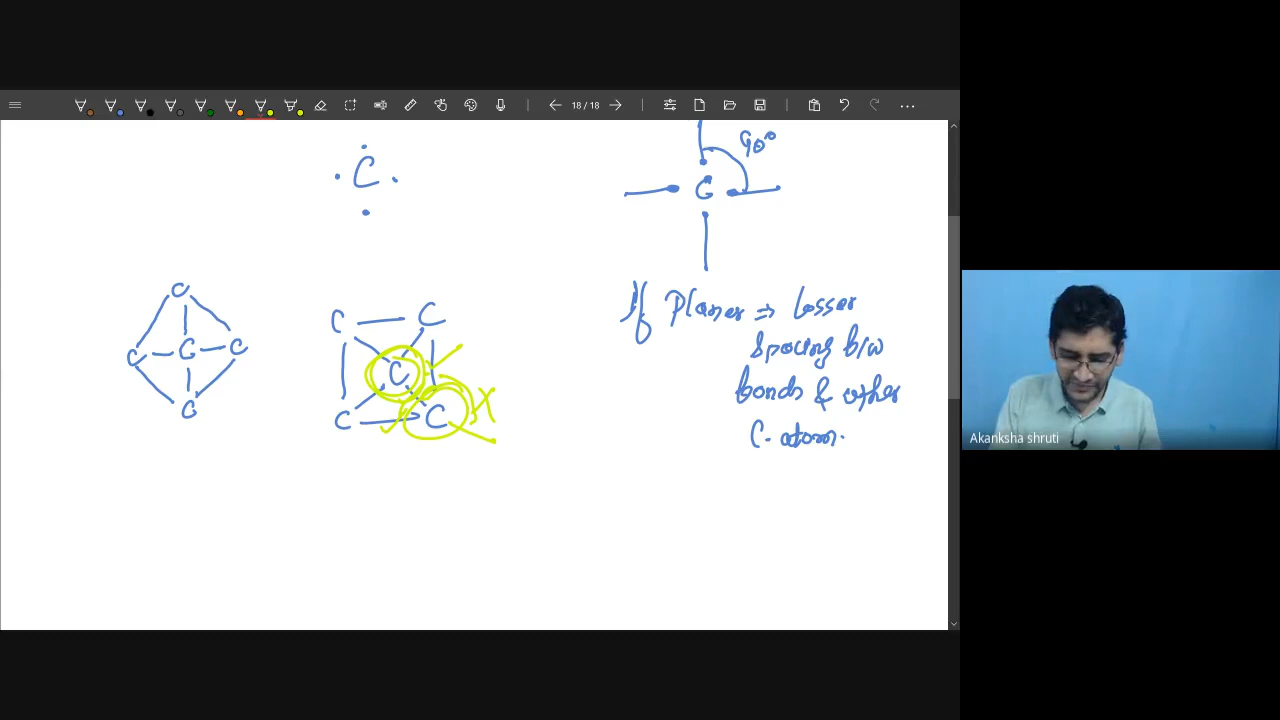 18 / 18
C
C
90°
If Planer ⇒ Lesser
Spacing b/w
bonds & other
C. atom.
C
C C C
C
C C
C
C C
X
Akanksha shruti